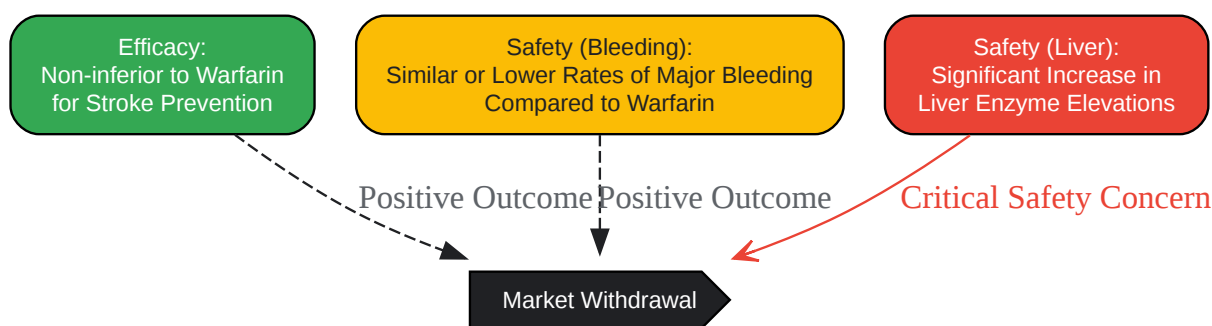 Efficacy:
Non-inferior to Warfarin
for Stroke Prevention
Safety (Bleeding):
Similar or Lower Rates of Major Bleeding
Compared to Warfarin
Safety (Liver):
Significant Increase in
Liver Enzyme Elevations
Positive Outcome
Positive Outcome
Critical Safety Concern
Market Withdrawal